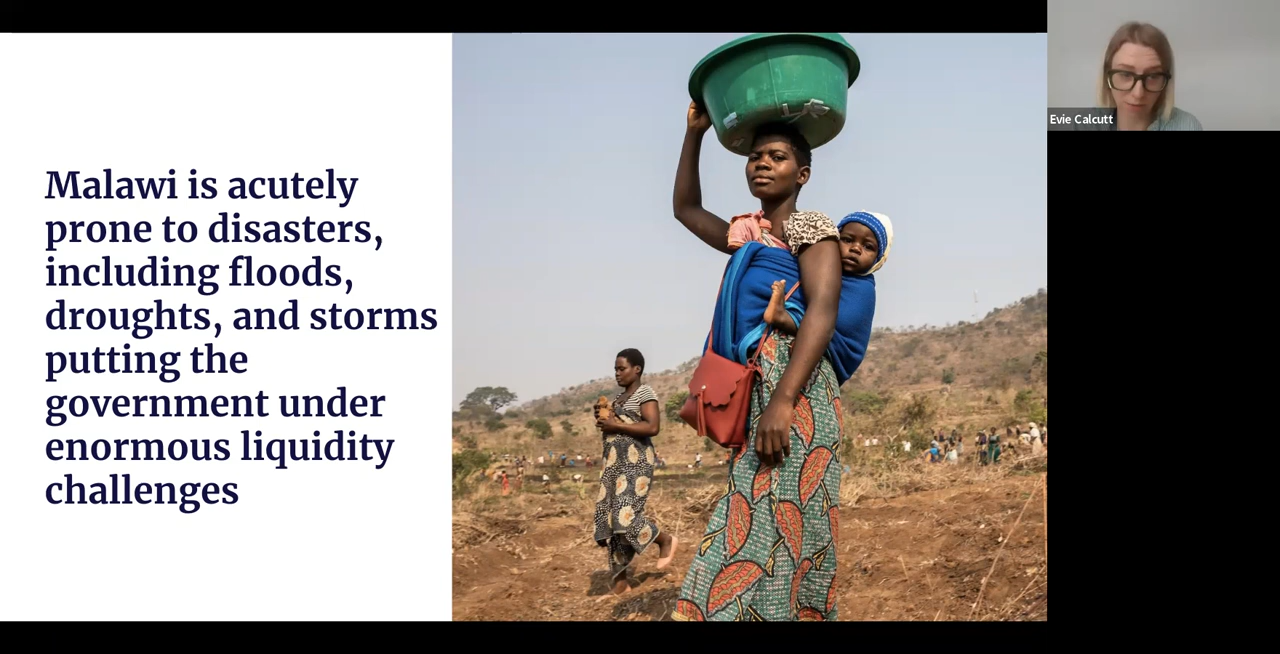 Malawi is acutely
prone to disasters,
including floods,
droughts, and storms
putting the
government under
enormous liquidity
challenges
Evie Calcutt